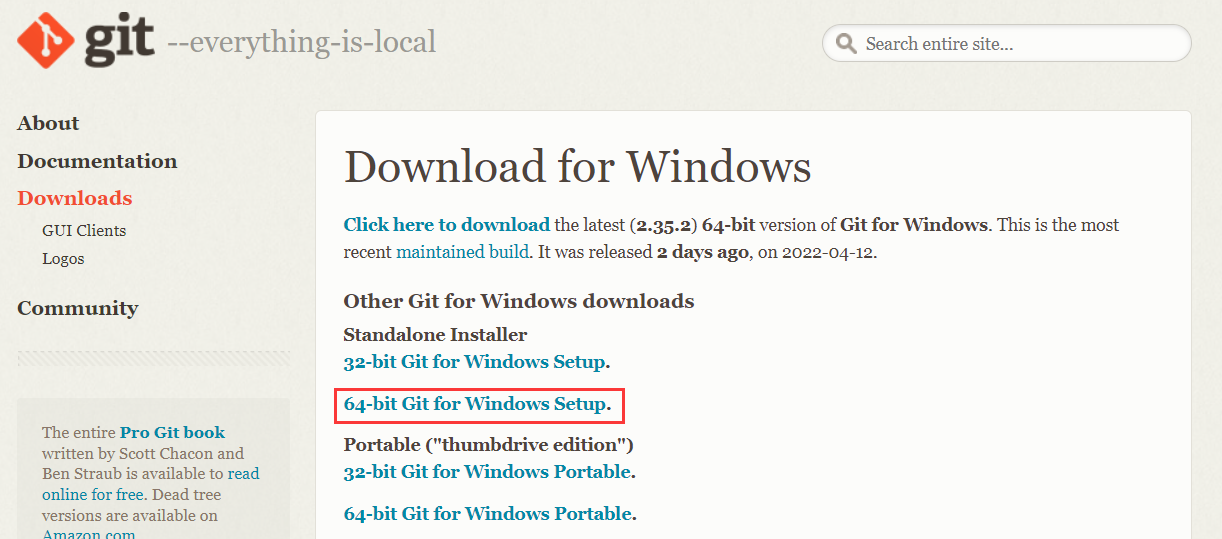 git --everything-is-local
Search entire site...
About
Documentation
Downloads
GUI Clients
Logos
Community
The entire Pro Git book
written by Scott Chacon and
Ben Straub is available to read
online for free. Dead tree
versions are available on
Amazon.com
Download for Windows
Click here to download the latest (2.35.2) 64-bit version of Git for Windows. This is the most
recent maintained build. It was released 2 days ago, on 2022-04-12.
Other Git for Windows downloads
Standalone Installer
32-bit Git for Windows Setup.
64-bit Git for Windows Setup.
Portable ("thumbdrive edition")
32-bit Git for Windows Portable.
64-bit Git for Windows Portable.